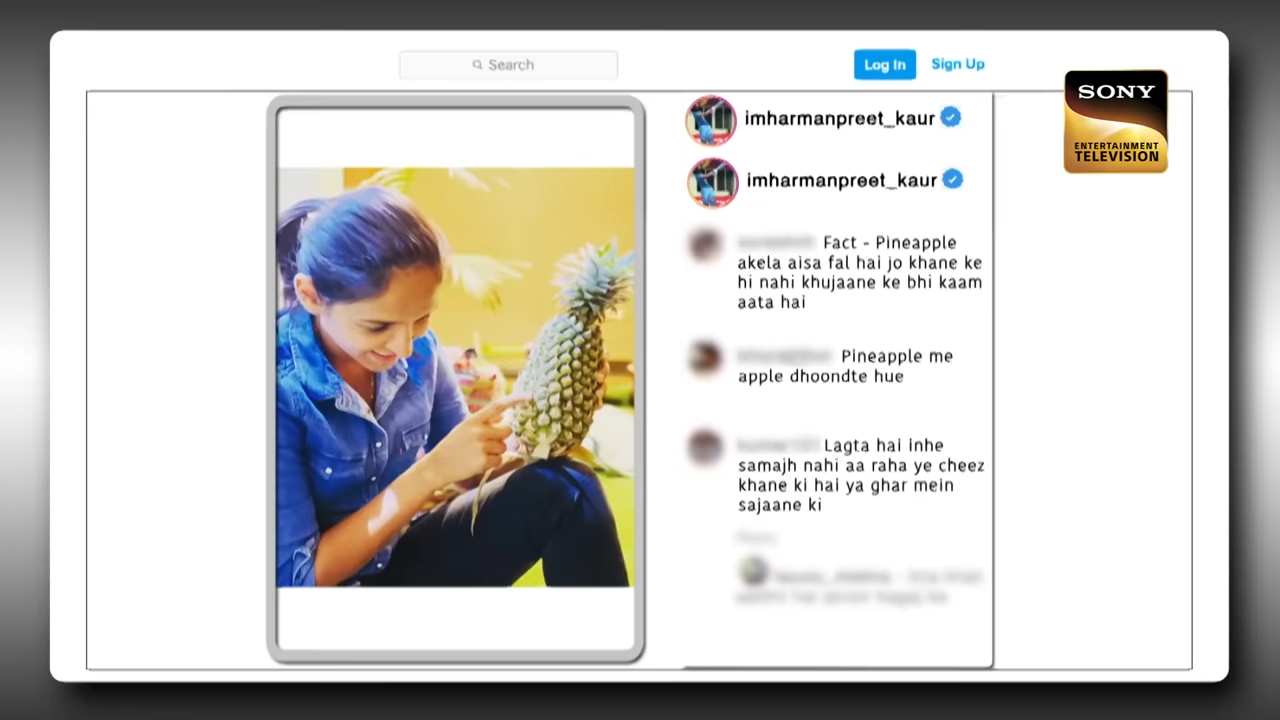 Search
Log In
Sign Up
SONY
ENTERTAINMENT
TELEVISION
imharmanpreet_kaur
imharmanpreet_kaur
Fact - Pineapple
akela aisa fal hai jo khane ke
hi nahi khujaane ke bhi kaam
aata hai
Pineapple me
apple dhoondte hue
Lagta hai inhe
samajh nahi aa raha ye cheez
khane ki hai ya ghar mein
sajaane ki